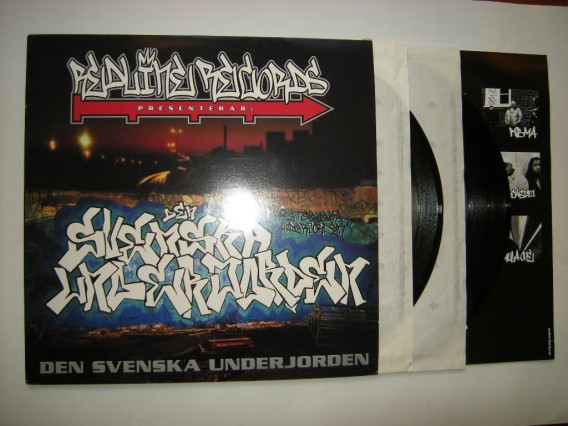 REDLINE RECORDS
PRESENTERAR:
DEN
SVENSKA
UNDERJORDEN
DEN SVENSKA UNDERJORDEN